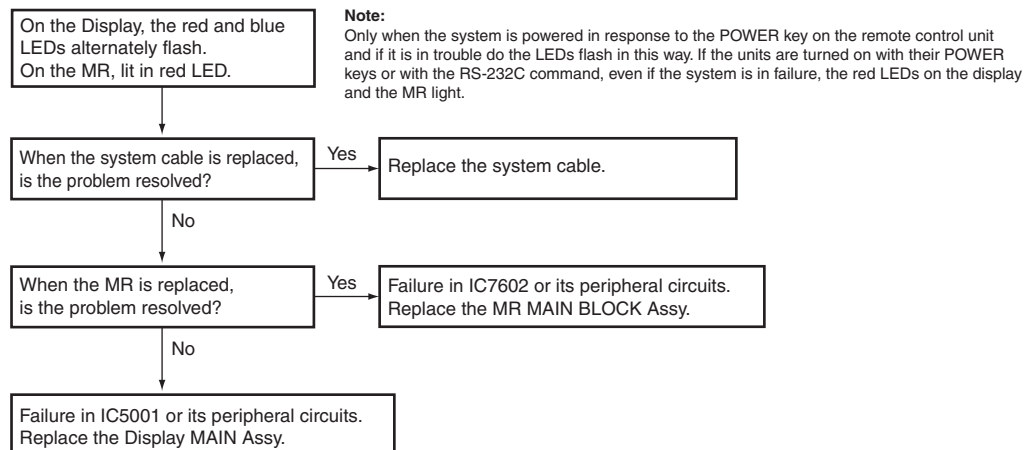 On the Display, the red and blue
LEDs alternately flash.
On the MR, lit in red LED.
Note:
Only when the system is powered in response to the POWER key on the remote control unit
and if it is in trouble do the LEDs flash in this way. If the units are turned on with their POWER
keys or with the RS-232C command, even if the system is in failure, the red LEDs on the display
and the MR light.
When the system cable is replaced,
is the problem resolved?
Yes
Replace the system cable.
No
When the MR is replaced,
is the problem resolved?
Yes
Failure in IC7602 or its peripheral circuits.
Replace the MR MAIN BLOCK Assy.
No
Failure in IC5001 or its peripheral circuits.
Replace the Display MAIN Assy.